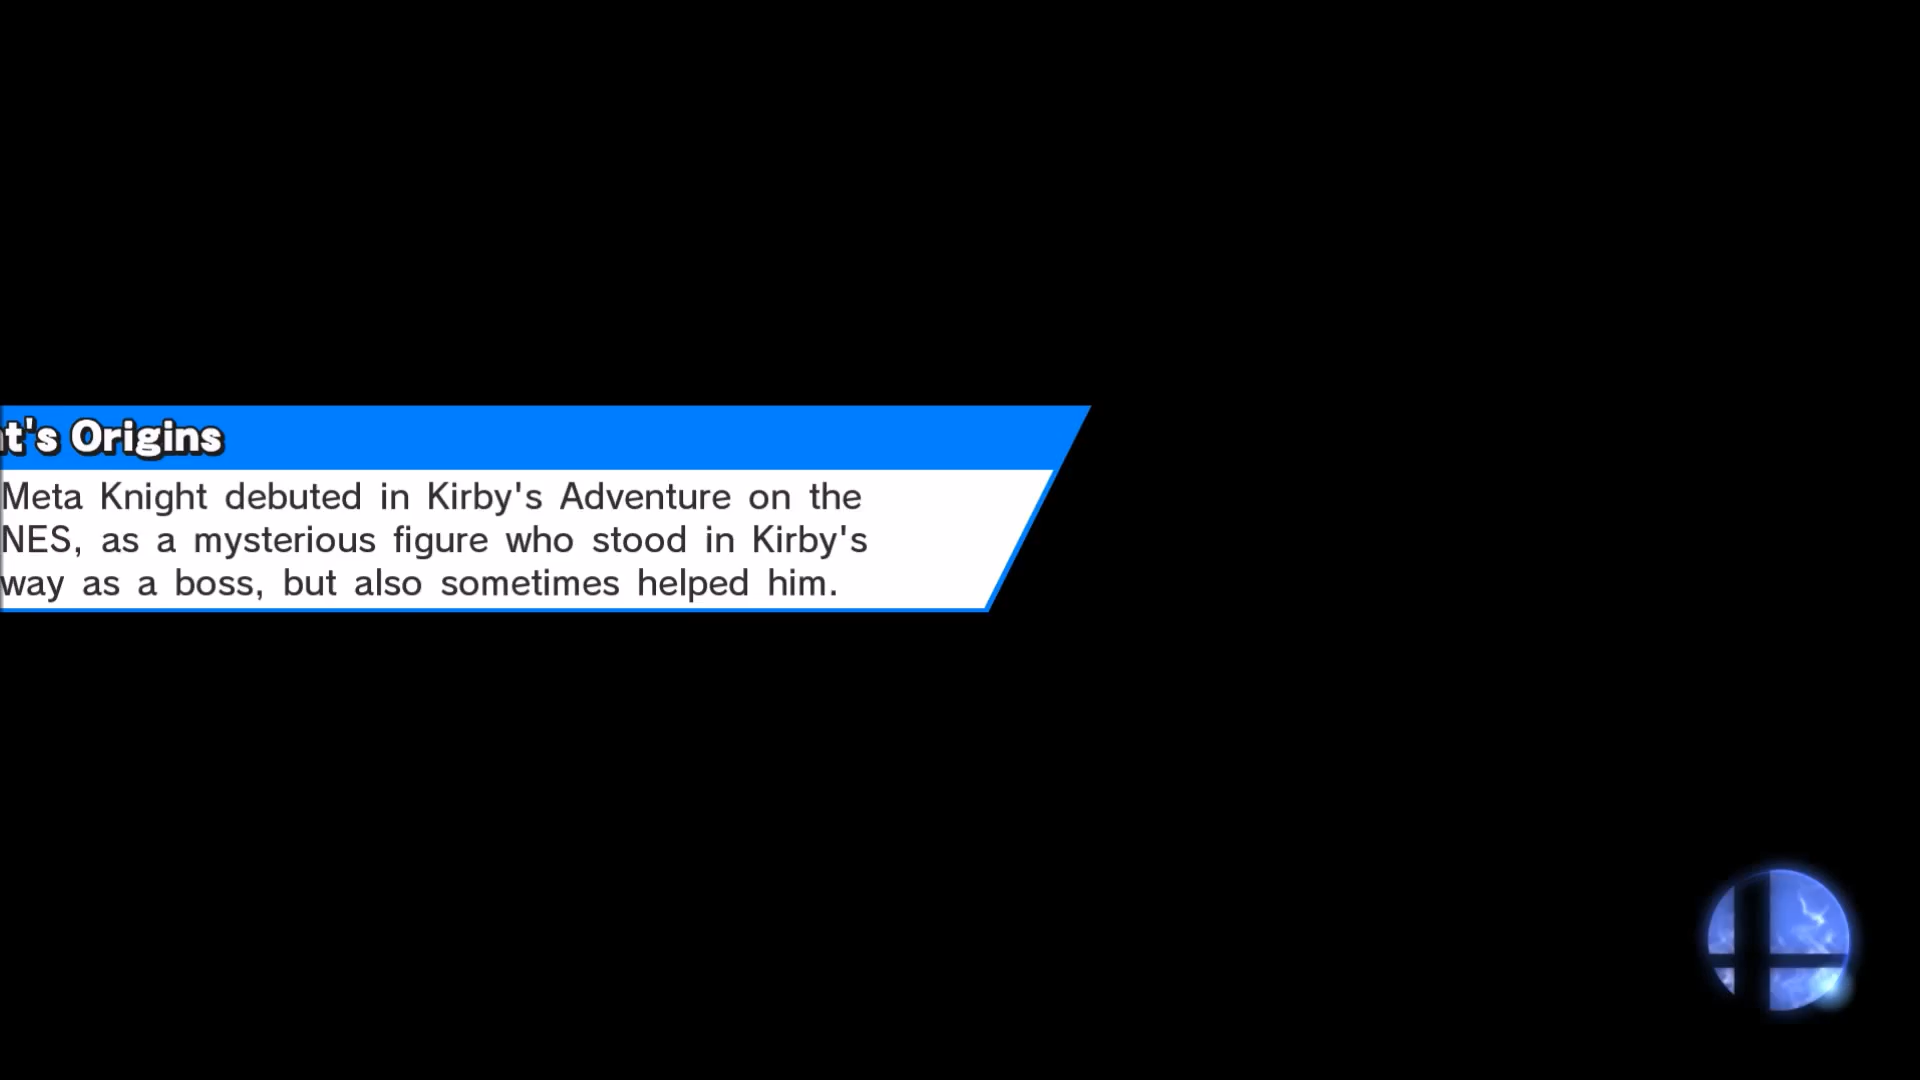 t's Origins
Meta Knight debuted in Kirby's Adventure on the
NES, as a mysterious figure who stood in Kirby's
way as a boss, but also sometimes helped him.